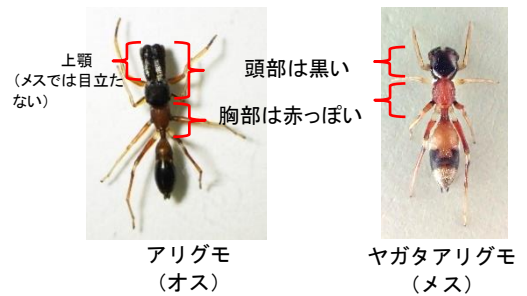 上顎
(メスでは目立た
ない)
頭部は黒い
胸部は赤っぽい
アリグモ
(オス)
ヤガタアリグモ
(メス)